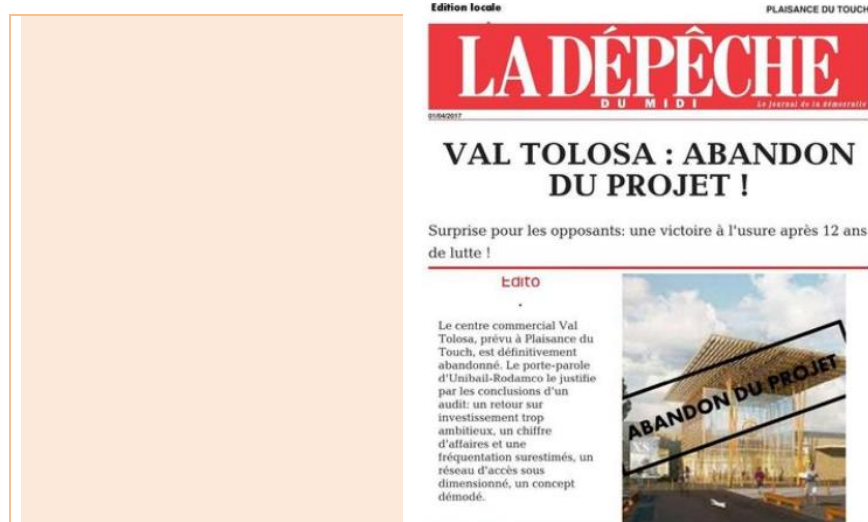 Edition locale
PLAISANCE DU TOUCH
LA DÉPÊCHE
DU MIDI
Le journal de la démocratie
01/04/2017
VAL TOLOSA : ABANDON
DU PROJET !
Surprise pour les opposants: une victoire à l'usure après 12 ans
de lutte !
Edito
Le centre commercial Val
Tolosa, prévu à Plaisance du
Touch, est définitivement
abandonné. Le porte-parole
d'Unibail-Rodamco le justifie
par les conclusions d'un
audit: un retour sur
investissement trop
ambitieux, un chiffre
d'affaires et une
fréquentation surestimés, un
réseau d'accès sous
dimensionné, un concept
démodé.
ABANDON DU PROJET